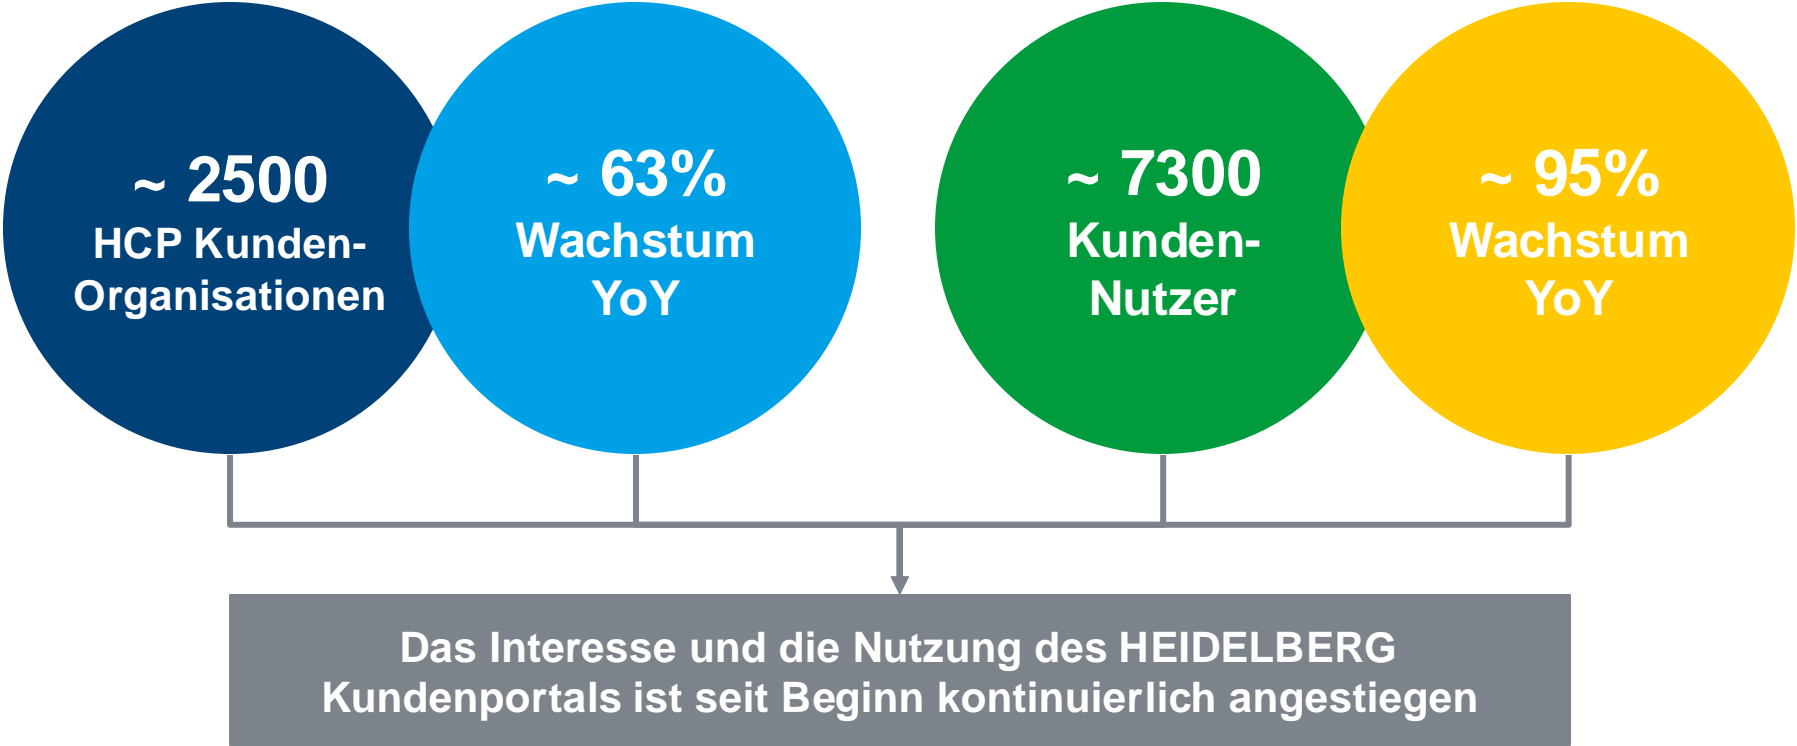 ~ 2500
HCP Kunden-
Organisationen
~ 63%
Wachstum
YoY
~ 7300
Kunden-
Nutzer
~ 95%
Wachstum
YoY
Das Interesse und die Nutzung des HEIDELBERG
Kundenportals ist seit Beginn kontinuierlich angestiegen